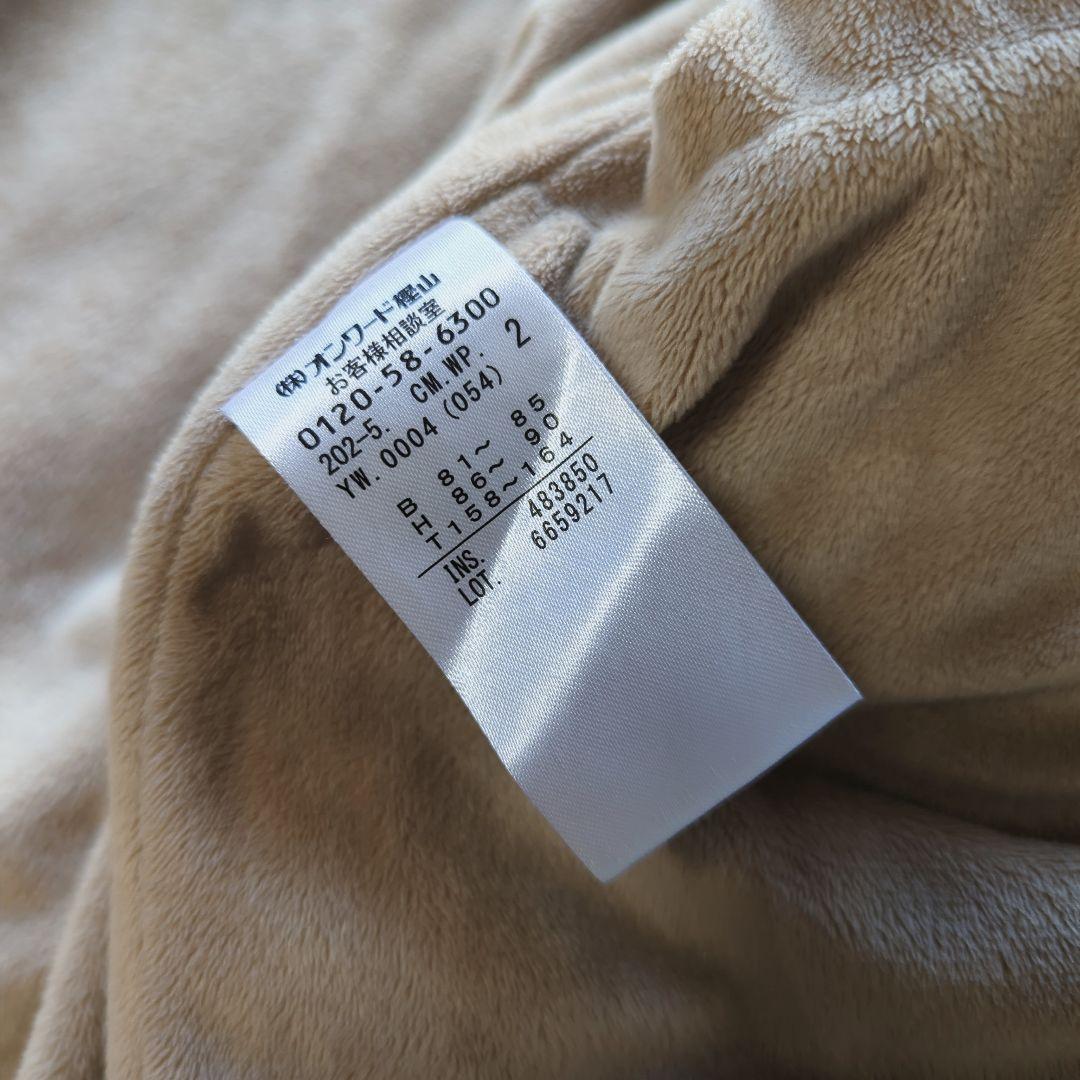 (株)オンワード樫山
お客様相談室
0120-58-6300
202-5. CM.WP. 2
YW.0004(054)
B 81～ 85
H 86～ 90
T158～164
INS. 483850
LOT. 6659217